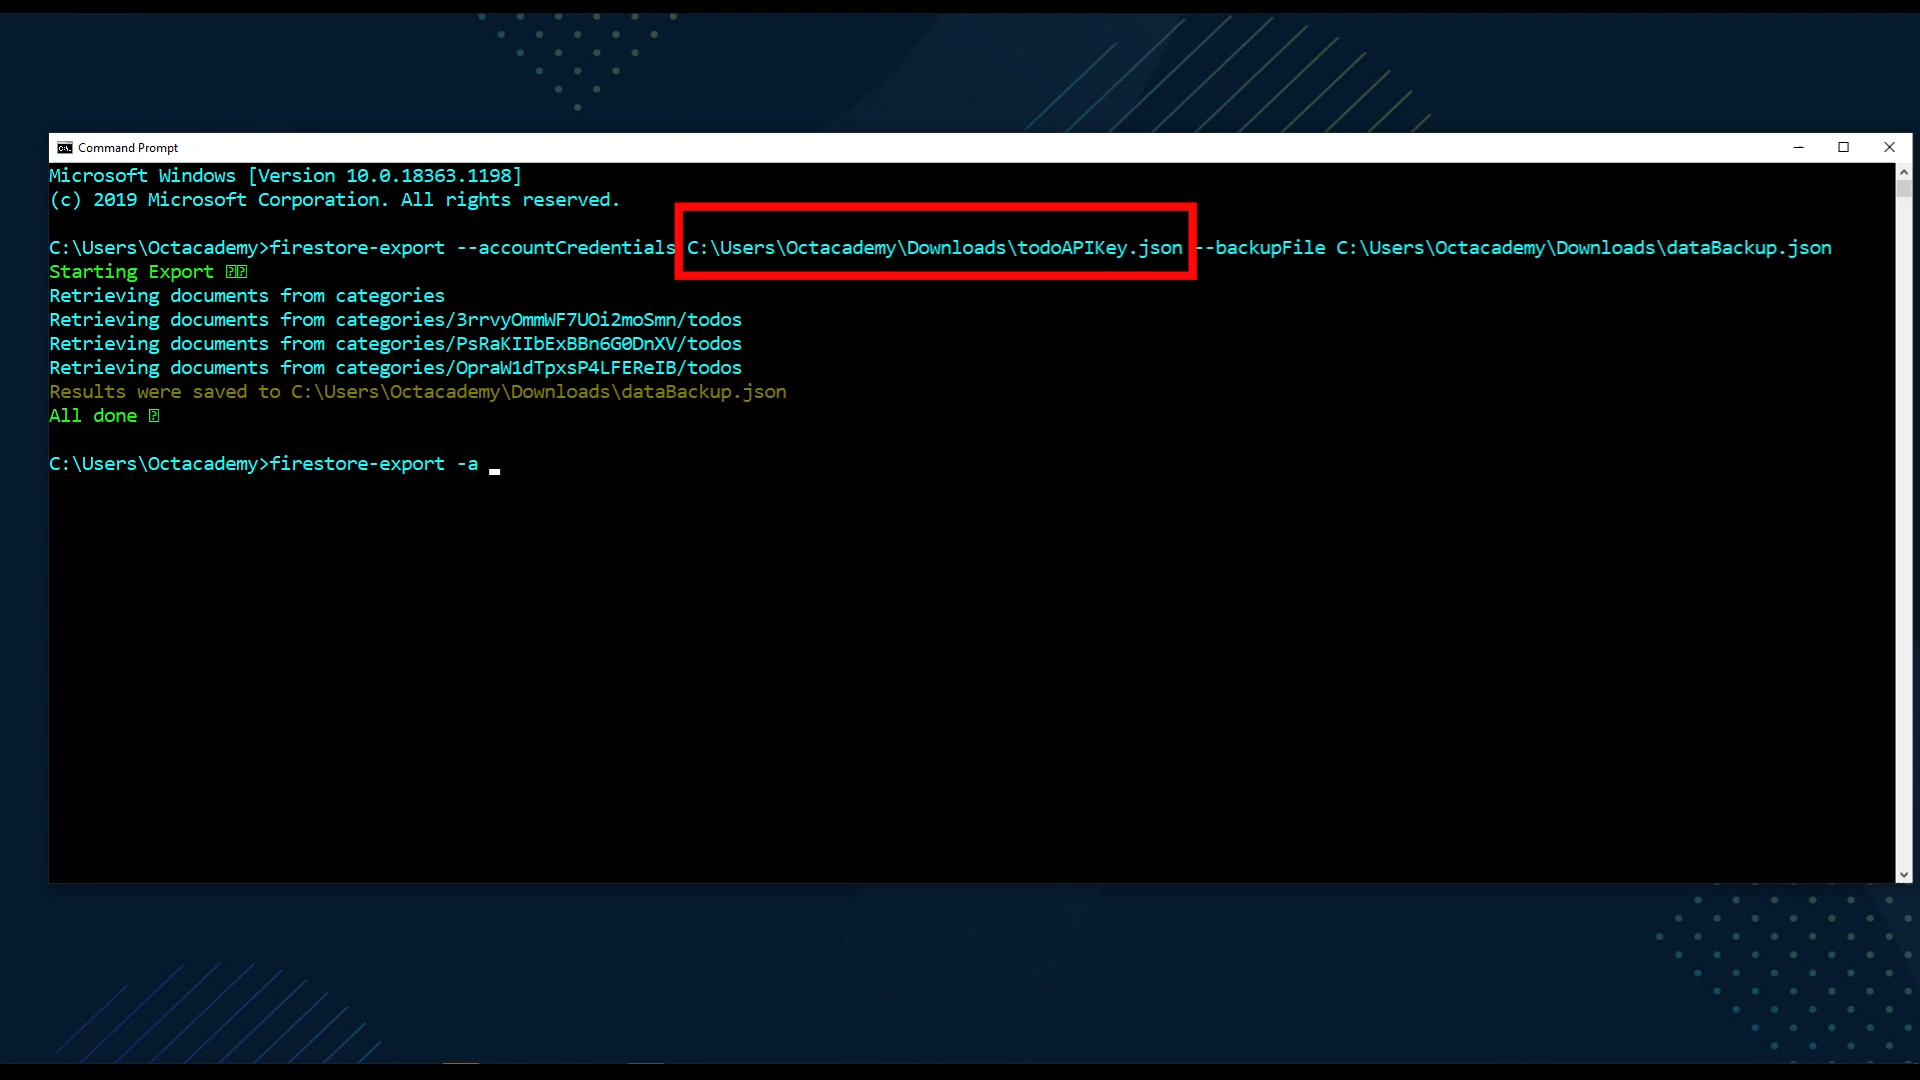 Command Prompt
Microsoft Windows [Version 10.0.18363.1198]
(c) 2019 Microsoft Corporation. All rights reserved.
C:\Users\Octacademy>firestore-export --accountCredentials C:\Users\Octacademy\Downloads\todoAPIKey.json --backupFile C:\Users\Octacademy\Downloads\dataBackup.json
Starting Export
Retrieving documents from categories
Retrieving documents from categories/3rrvyOmmWF7UOi2moSmn/todos
Retrieving documents from categories/PsRaKIIbExBBn6G0DnXV/todos
Retrieving documents from categories/OpraW1dTpxsP4LFEReIB/todos
Results were saved to C:\Users\Octacademy\Downloads\dataBackup.json
All done
C:\Users\Octacademy>firestore-export -a